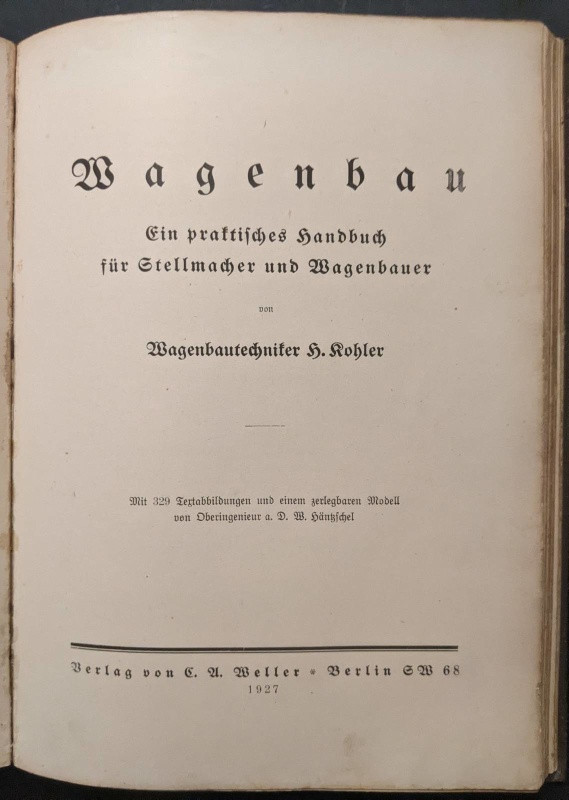 Wagenbau
Ein praktisches Handbuch
für Stellmacher und Wagenbauer
von
Wagenbautechniker H. Kohler
Mit 329 Textabbildungen und einem zerlegbaren Modell
von Oberingenieur a. D. W. Häntzschel
Verlag von C. A. Weller * Berlin SW 68
1927